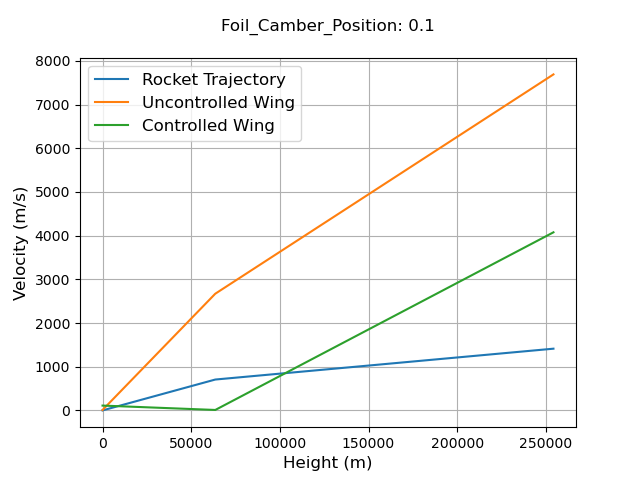 Foil_Camber_Position: 0.1
8000
7000
6000
5000
4000
3000
2000
1000
0
Velocity (m/s)
Rocket Trajectory
Uncontrolled Wing
Controlled Wing
0 50000 100000 150000 200000 250000
Height (m)